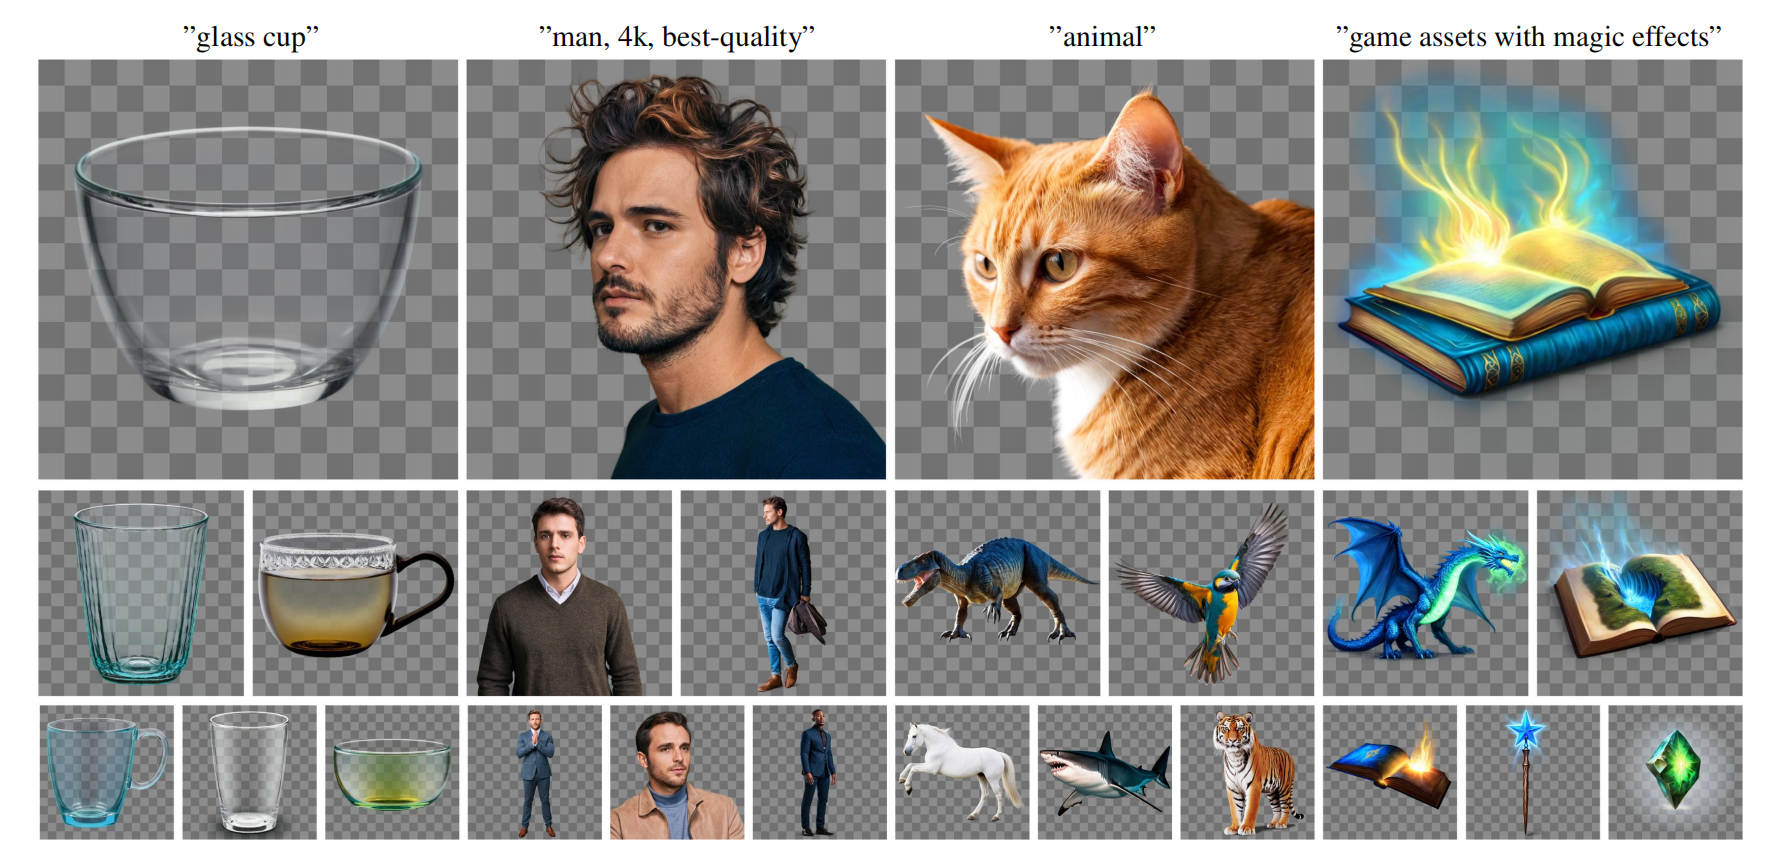 ”glass cup”
”man, 4k, best-quality”
”animal”
”game assets with magic effects”